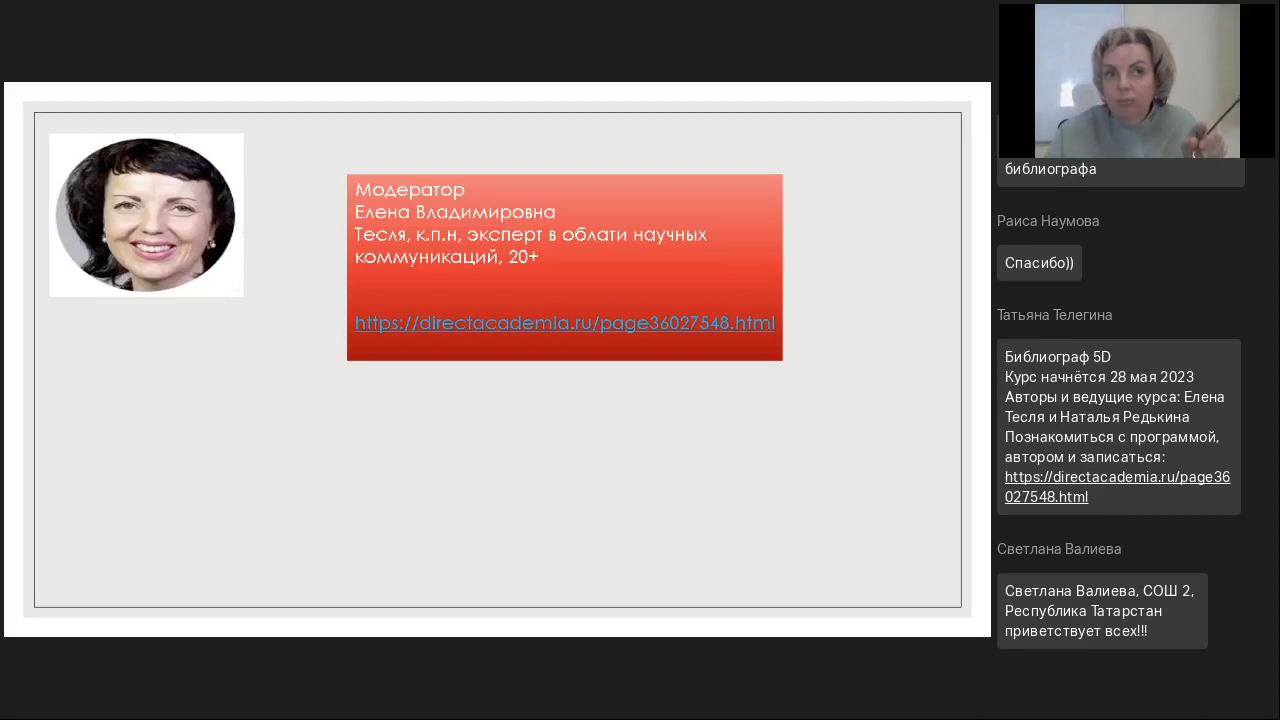 Модератор
Елена Владимировна
Тесля, к.п.н, эксперт в облати научных
коммуникаций, 20+
https://directacademia.ru/page36027548.html
библиографа
Раиса Наумова
Спасибо))
Татьяна Телегина
Библиограф 5D
Курс начнётся 28 мая 2023
Авторы и ведущие курса: Елена
Тесля и Наталья Редькина
Познакомиться с программой,
автором и записаться:
https://directacademia.ru/page36
027548.html
Светлана Валиева
Светлана Валиева, СОШ 2,
Республика Татарстан
приветствует всех!!!